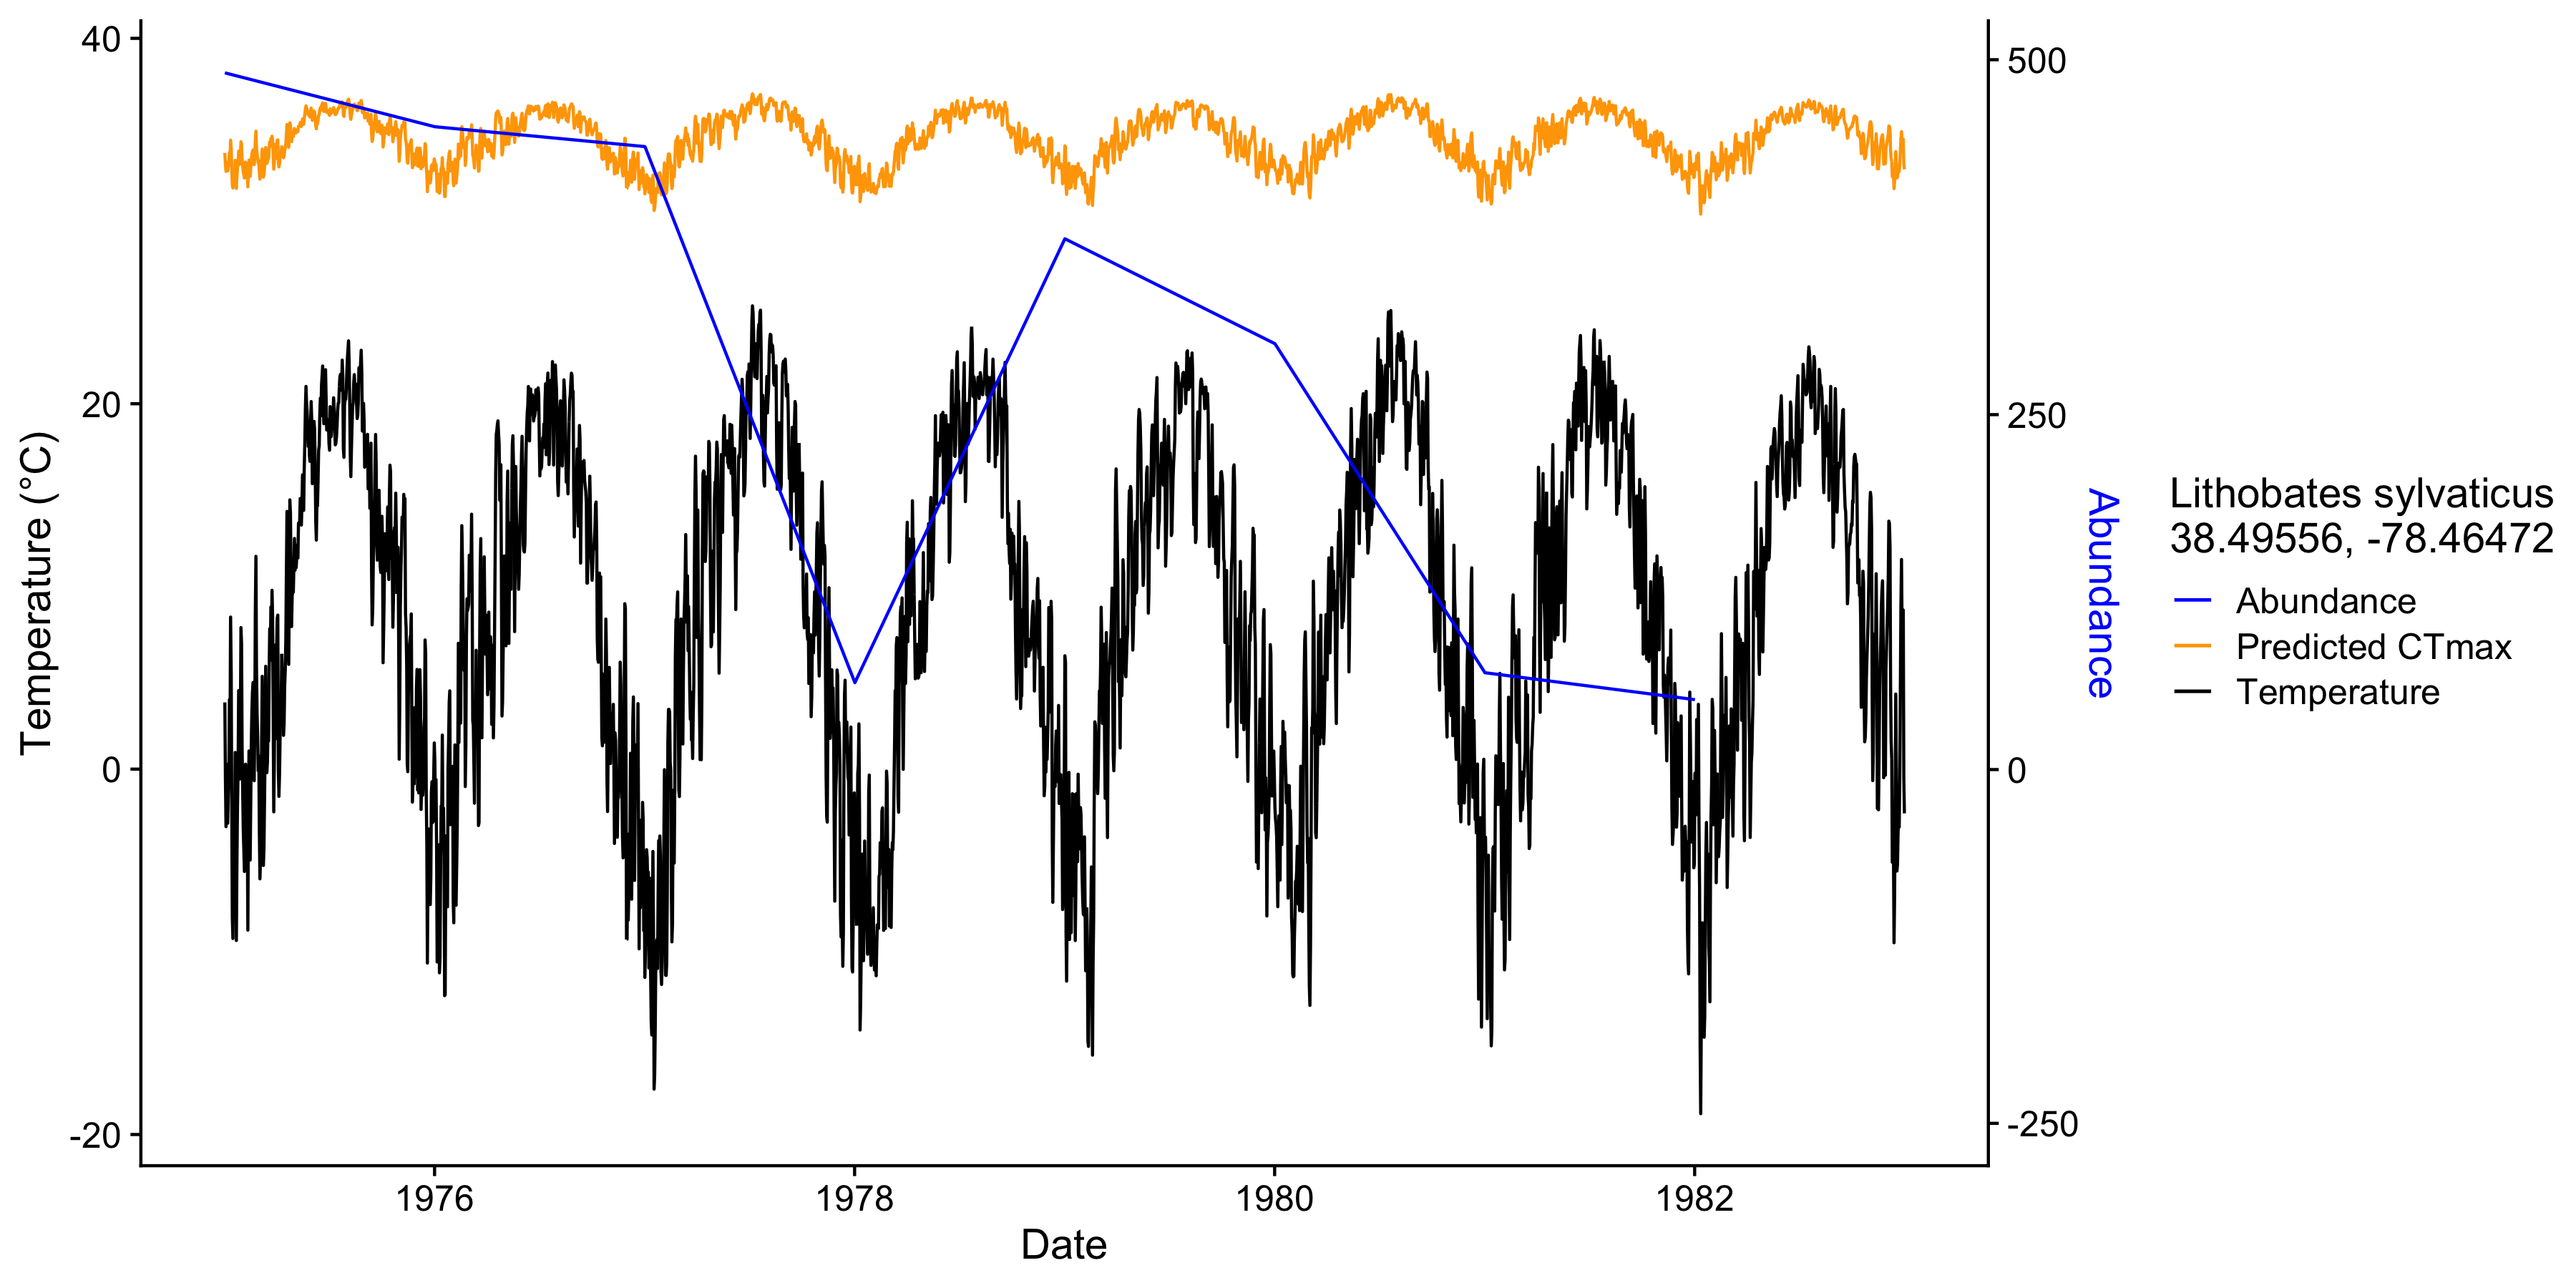 40
20
0
-20
Temperature (°C)
1976
1978
1980
1982
Date
500
250
0
-250
Abundance
Lithobates sylvaticus
38.49556, -78.46472
Abundance
Predicted CTmax
Temperature